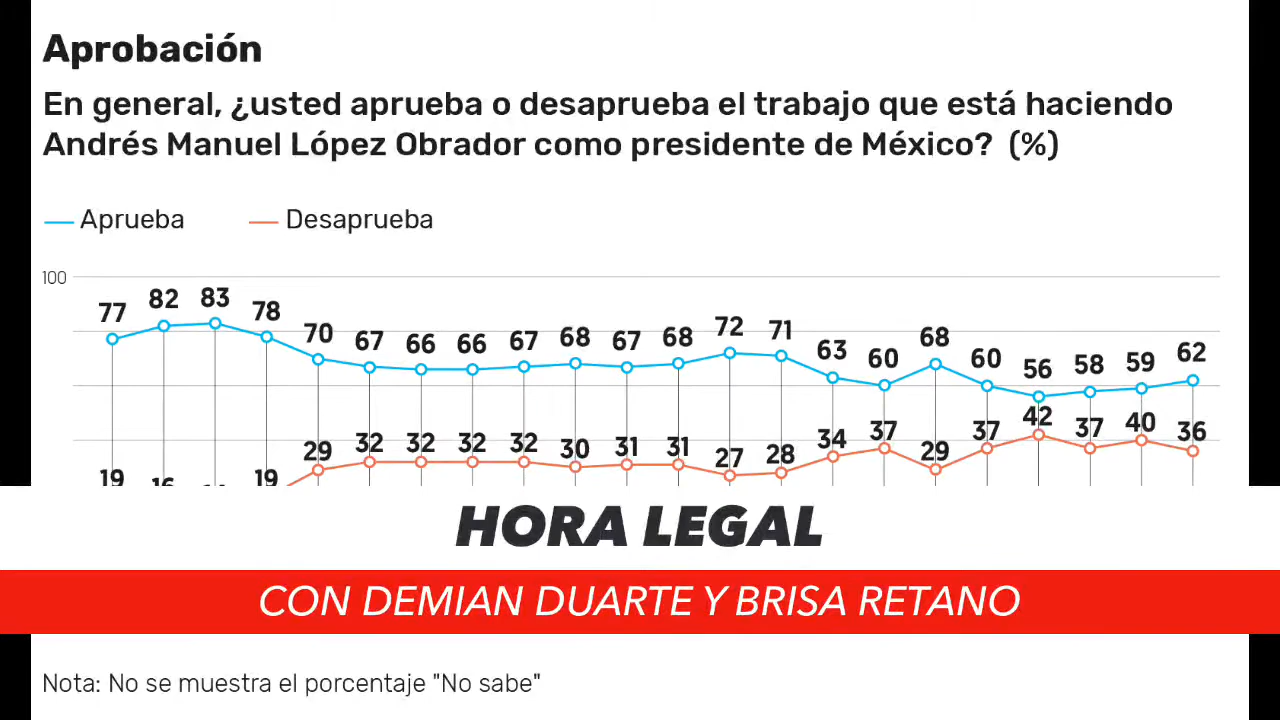 Aprobación
En general, ¿usted aprueba o desaprueba el trabajo que está haciendo
Andrés Manuel López Obrador como presidente de México? (%)
Aprueba Desaprueba
100
77 82 83 78 70 67 66 66 67 68 67 68 72 71 63 60 68 60 56 58 59 62
19 16 19 29 32 32 32 32 30 31 31 27 28 34 37 29 37 42 37 40 36
HORA LEGAL
CON DEMIAN DUARTE Y BRISA RETANO
Nota: No se muestra el porcentaje "No sabe"